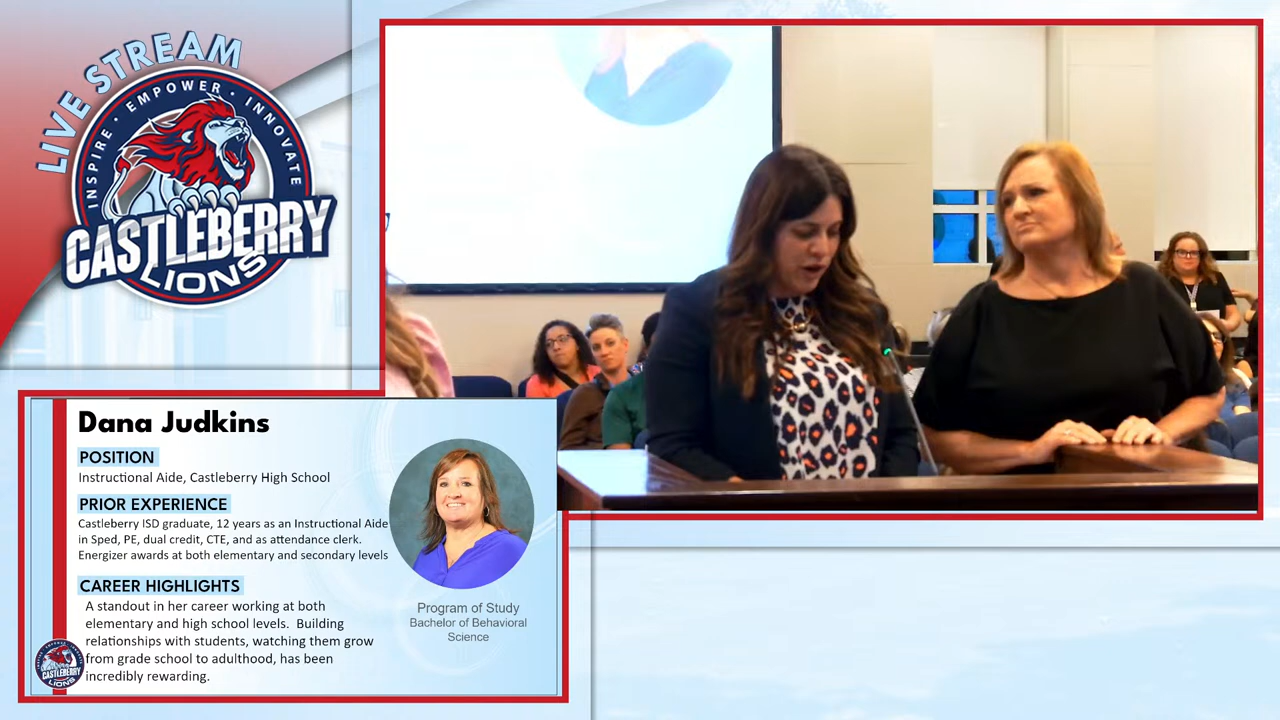 LIVE STREAM
INSPIRE · EMPOWER · INNOVATE
CASTLEBERRY
LIONS
Dana Judkins
POSITION
Instructional Aide, Castleberry High School
PRIOR EXPERIENCE
Castleberry ISD graduate, 12 years as an Instructional Aide
in Sped, PE, dual credit, CTE, and as attendance clerk.
Energizer awards at both elementary and secondary levels
CAREER HIGHLIGHTS
A standout in her career working at both
elementary and high school levels.  Building
relationships with students, watching them grow
from grade school to adulthood, has been
incredibly rewarding.
Program of Study
Bachelor of Behavioral
Science
CASTLEBERRY
LIONS